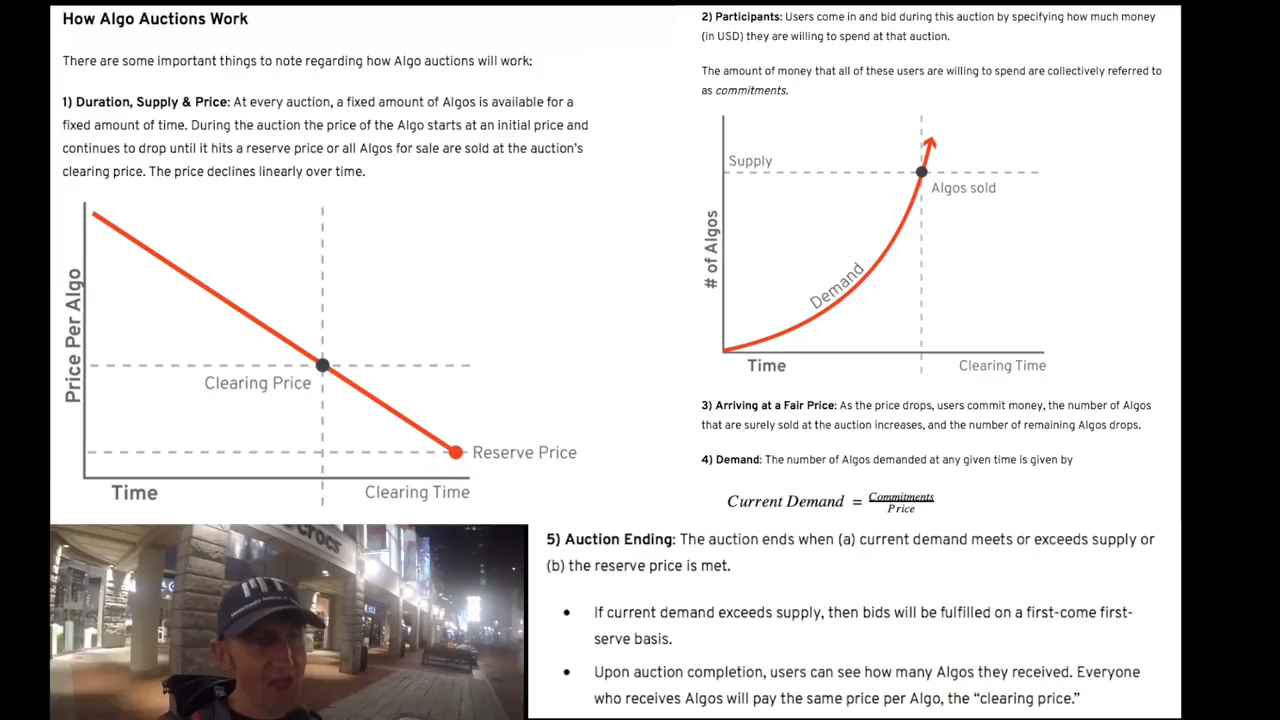 How Algo Auctions Work
There are some important things to note regarding how Algo auctions will work:
1) Duration, Supply & Price: At every auction, a fixed amount of Algos is available for a
fixed amount of time. During the auction the price of the Algo starts at an initial price and
continues to drop until it hits a reserve price or all Algos for sale are sold at the auction's
clearing price. The price declines linearly over time.
Price Per Algo
Clearing Price
Reserve Price
Time
Clearing Time
2) Participants: Users come in and bid during this auction by specifying how much money
(in USD) they are willing to spend at that auction.
The amount of money that all of these users are willing to spend are collectively referred to
as commitments.
Supply
Algos sold
# of Algos
Demand
Time
Clearing Time
3) Arriving at a Fair Price: As the price drops, users commit money, the number of Algos
that are surely sold at the auction increases, and the number of remaining Algos drops.
4) Demand: The number of Algos demanded at any given time is given by
Current Demand = Commitments
Price
crocs
MIT
5) Auction Ending: The auction ends when (a) current demand meets or exceeds supply or
(b) the reserve price is met.
• If current demand exceeds supply, then bids will be fulfilled on a first-come first-
serve basis.
• Upon auction completion, users can see how many Algos they received. Everyone
who receives Algos will pay the same price per Algo, the “clearing price.”